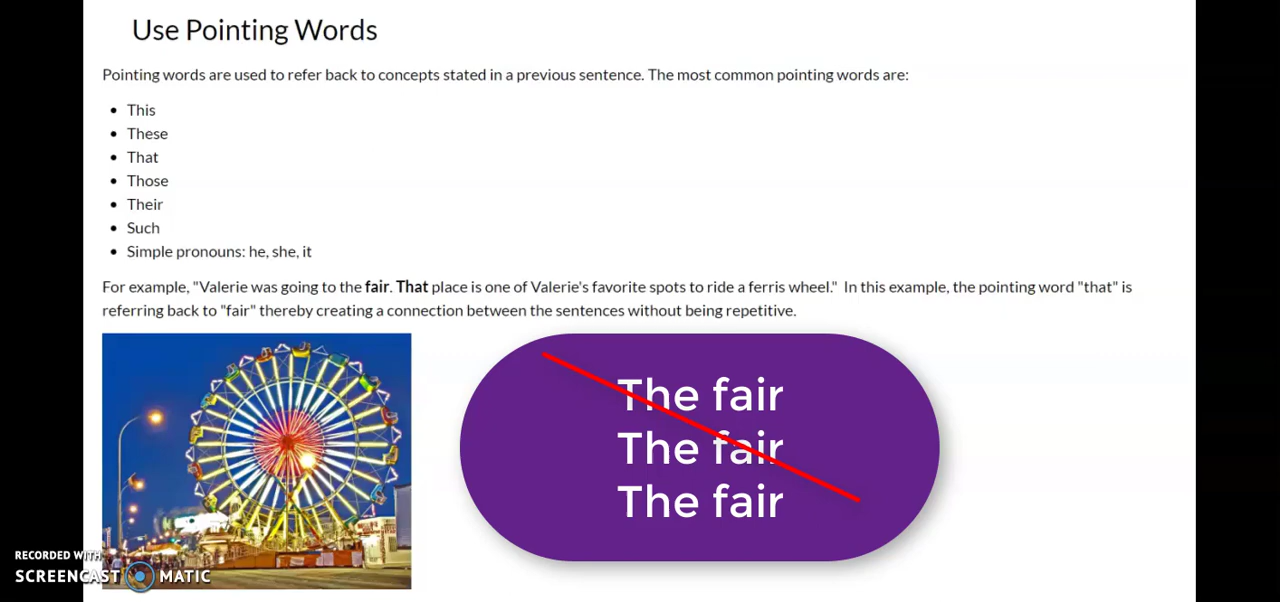 Use Pointing Words
Pointing words are used to refer back to concepts stated in a previous sentence. The most common pointing words are:
This
These
That
Those
Their
Such
Simple pronouns: he, she, it
For example, "Valerie was going to the fair. That place is one of Valerie's favorite spots to ride a ferris wheel." In this example, the pointing word "that" is
referring back to "fair" thereby creating a connection between the sentences without being repetitive.
The fair
The fair
The fair
RECORDED WITH
SCREENCAST MATIC